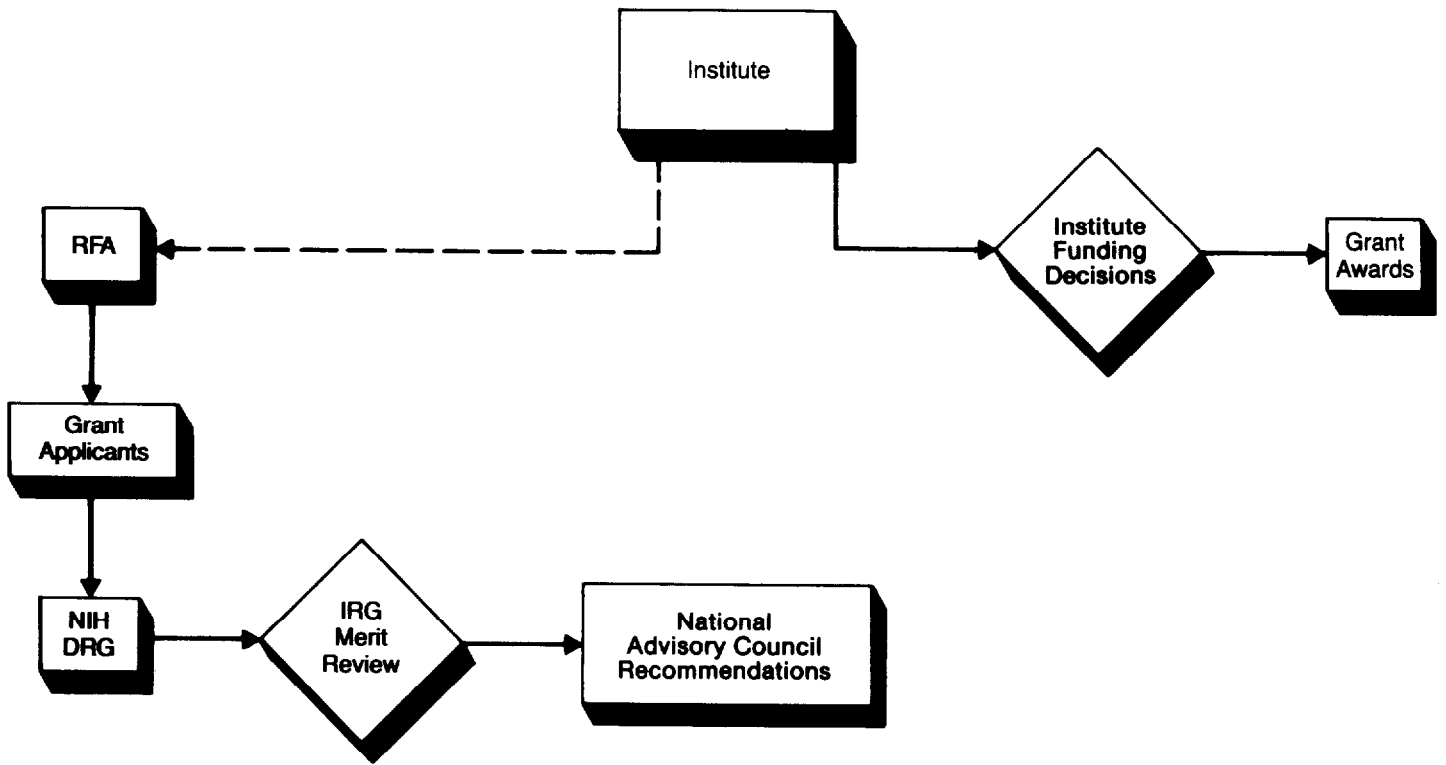 Institute
RFA
Institute
Funding
Decisions
Grant
Awards
Grant
Applicants
NIH
DRG
IRG
Merit
Review
National
Advisory Council
Recommendations